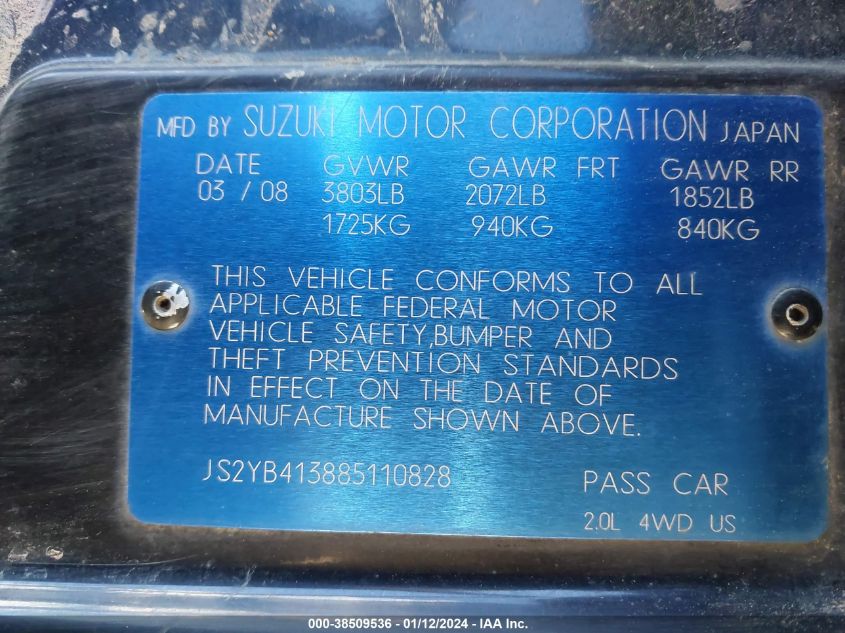 MFD BY SUZUKI MOTOR CORPORATION JAPAN
DATE GVWR GAWR FRT GAWR RR
03 / 08 3803LB 2072LB 1852LB
1725KG 940KG 840KG
THIS VEHICLE CONFORMS TO ALL
APPLICABLE FEDERAL MOTOR
VEHICLE SAFETY,BUMPER AND
THEFT PREVENTION STANDARDS
IN EFFECT ON THE DATE OF
MANUFACTURE SHOWN ABOVE.
JS2YB413885110828 PASS CAR
2.0L 4WD US
000-38509536 - 01/12/2024 - IAA Inc.